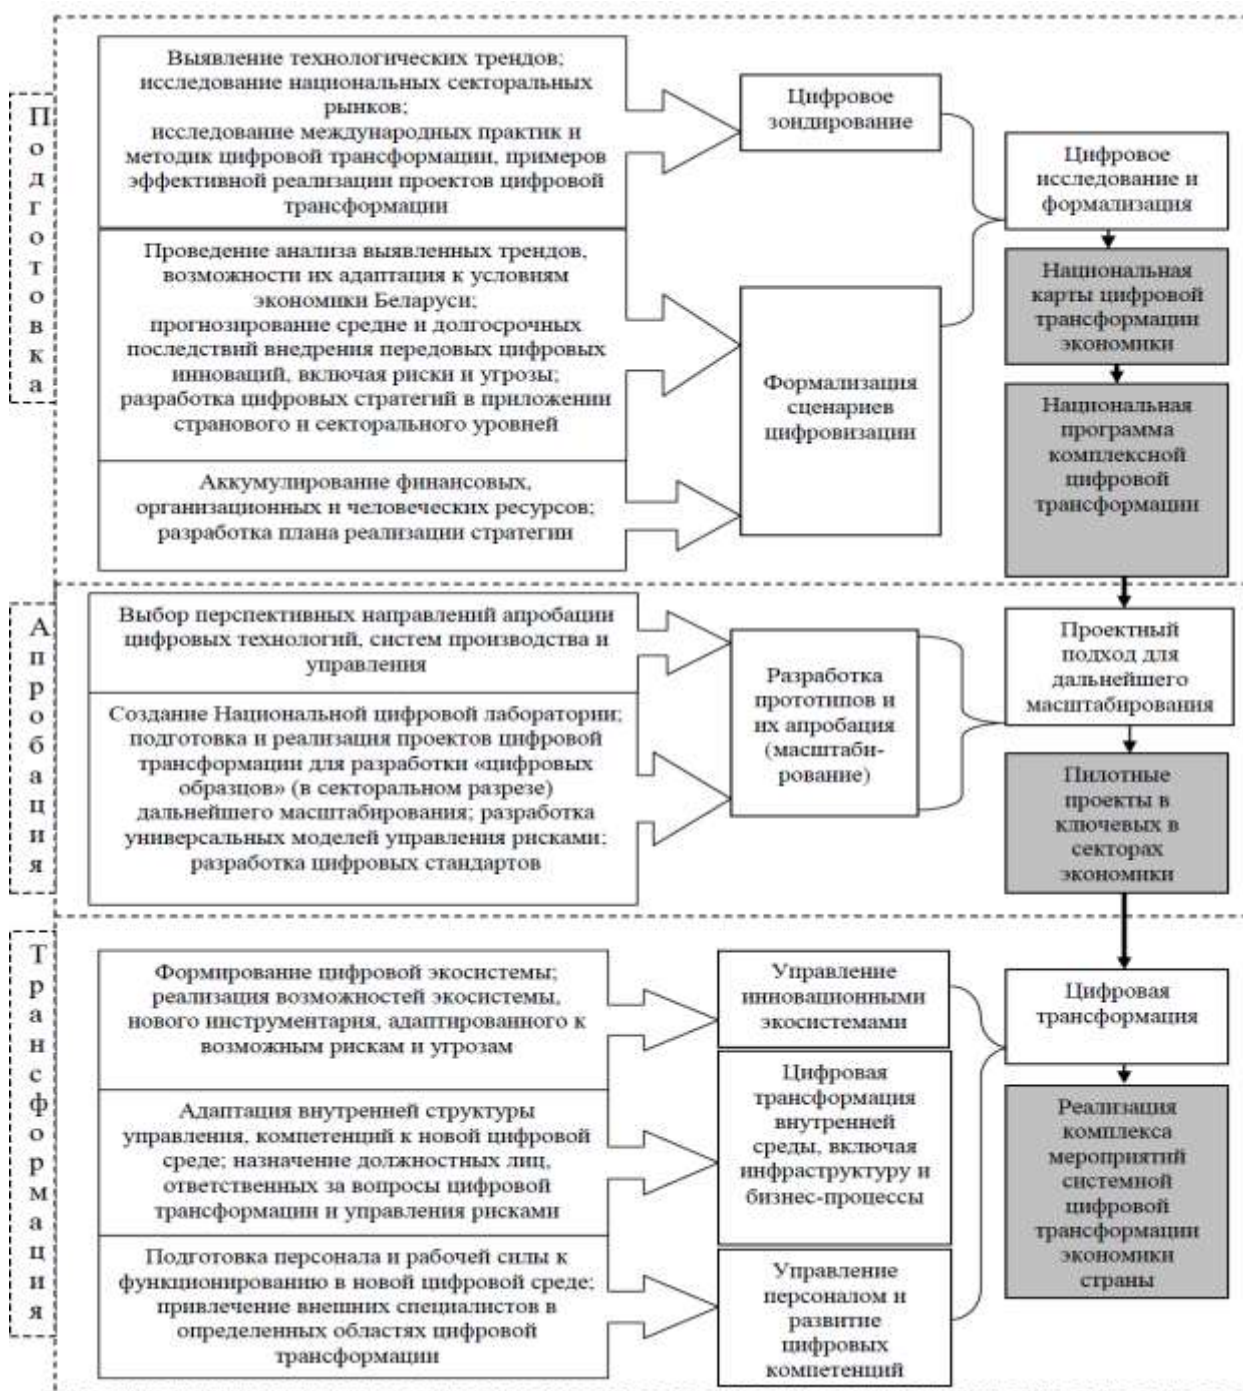 Подготовка
Выявление технологических трендов;
исследование национальных секторальных
рынков;
исследование международных практик и
методик цифровой трансформации, примеров
эффективной реализации проектов цифровой
трансформации
Цифровое
зондирование
Цифровое
исследование и
формализация
Проведение анализа выявленных трендов,
возможности их адаптация к условиям
экономики Беларуси;
прогнозирование средне и долгосрочных
последствий внедрения передовых цифровых
инноваций, включая риски и угрозы;
разработка цифровых стратегий в приложении
странового и секторального уровней
Национальная
карты цифровой
трансформации
экономики
Формализация
сценариев
цифровизации
Национальная
программа
комплексной
цифровой
трансформации
Аккумулирование финансовых,
организационных и человеческих ресурсов;
разработка плана реализации стратегии
Апробация
Выбор перспективных направлений апробации
цифровых технологий, систем производства и
управления
Создание Национальной цифровой лаборатории;
подготовка и реализация проектов цифровой
трансформации для разработки «цифровых
образцов» (в секторальном разрезе)
дальнейшего масштабирования; разработка
универсальных моделей управления рисками;
разработка цифровых стандартов
Разработка
прототипов и
их апробация
(масштаби-
рование)
Проектный
подход для
дальнейшего
масштабирования
Пилотные
проекты в
ключевых в
секторах
экономики
Трансформация
Формирование цифровой экосистемы;
реализация возможностей экосистемы,
нового инструментария, адаптированного к
возможным рискам и угрозам
Управление
инновационными
экосистемами
Цифровая
трансформация
Адаптация внутренней структуры
управления, компетенций к новой цифровой
среде; назначение должностных лиц,
ответственных за вопросы цифровой
трансформации и управления рисками
Цифровая
трансформация
внутренней
среды, включая
инфраструктуру и
бизнес-процессы
Реализация
комплекса
мероприятий
системной
цифровой
трансформации
экономики
страны
Подготовка персонала и рабочей силы к
функционированию в новой цифровой среде;
привлечение внешних специалистов в
определенных областях цифровой
трансформации
Управление
персоналом и
развитие
цифровых
компетенций